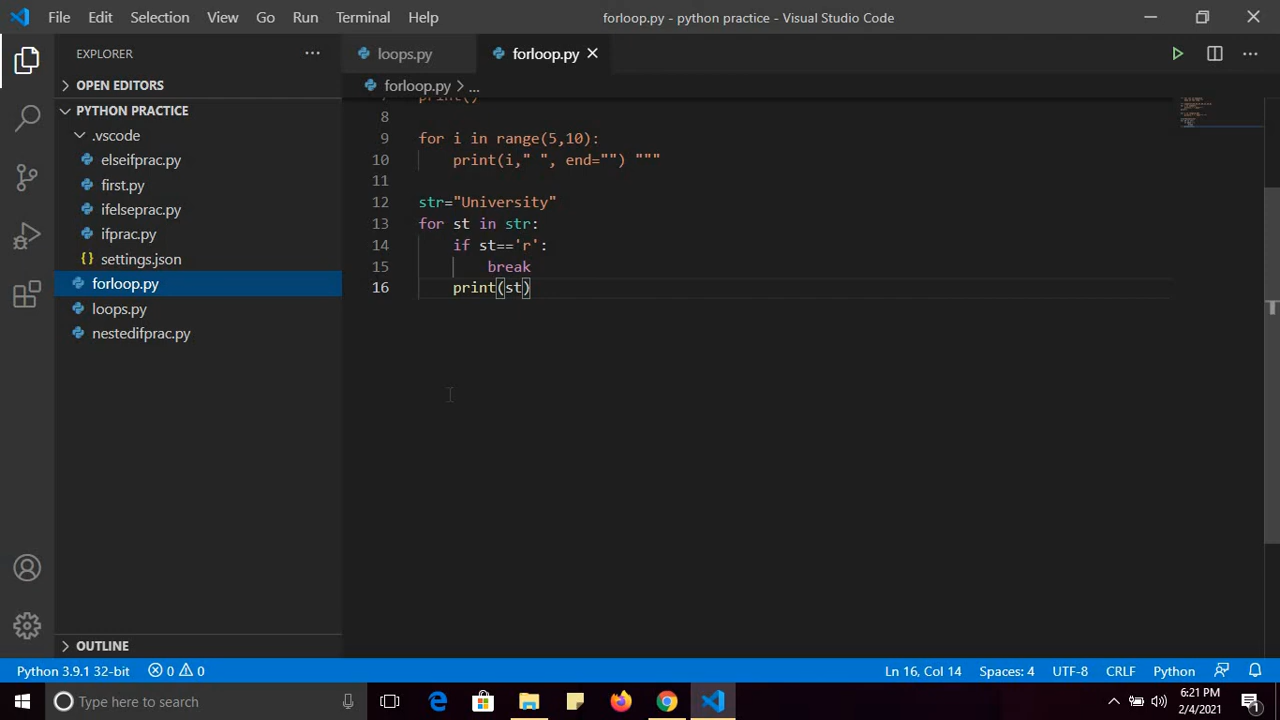 File Edit Selection View Go Run Terminal Help
forloop.py - python practice - Visual Studio Code
EXPLORER
loops.py
forloop.py
OPEN EDITORS
forloop.py > ...
PYTHON PRACTICE
.vscode
elseifprac.py
first.py
ifelseprac.py
ifprac.py
{} settings.json
forloop.py
loops.py
nestedifprac.py
7 print()
8
9 for i in range(5,10):
10     print(i," ", end="") """
11
12 str="University"
13 for st in str:
14     if st=='r':
15         break
16     print(st)
OUTLINE
Python 3.9.1 32-bit 0 0 Ln 16, Col 14 Spaces: 4 UTF-8 CRLF Python
Type here to search
6:21 PM
2/4/2021
1